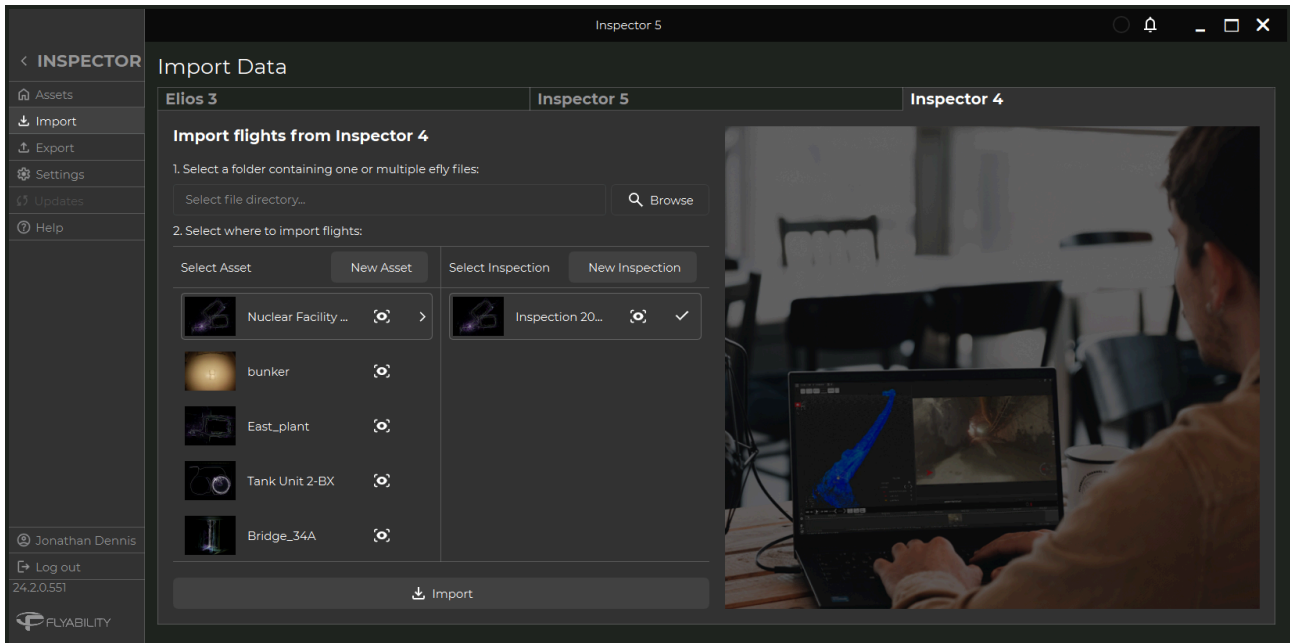 Inspector 5
INSPECTOR
Assets
Import
Export
Settings
Updates
Help
Jonathan Dennis
Log out
24.2.0.551
FLYABILITY
Import Data
Elios 3
Inspector 5
Inspector 4
Import flights from Inspector 4
1. Select a folder containing one or multiple efly files:
Select file directory...
Browse
2. Select where to import flights:
Select Asset
New Asset
Select Inspection
New Inspection
Nuclear Facility ...
Inspection 20...
bunker
East_plant
Tank Unit 2-BX
Bridge_34A
Import